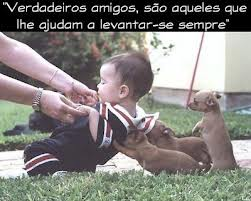 "Verdadeiros amigos, são aqueles que
lhe ajudam a levantar-se sempre"